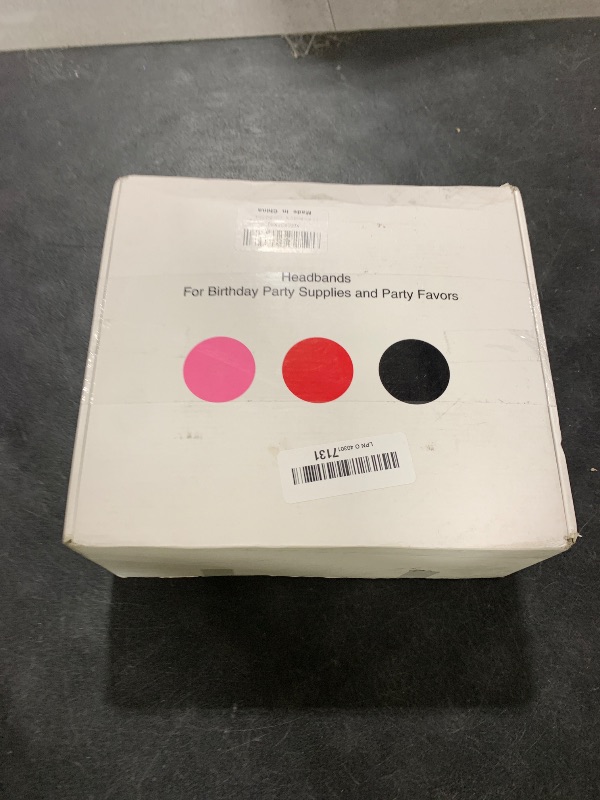 Made in China
Headbands
For Birthday Party Supplies and Party Favors
LPN
7131